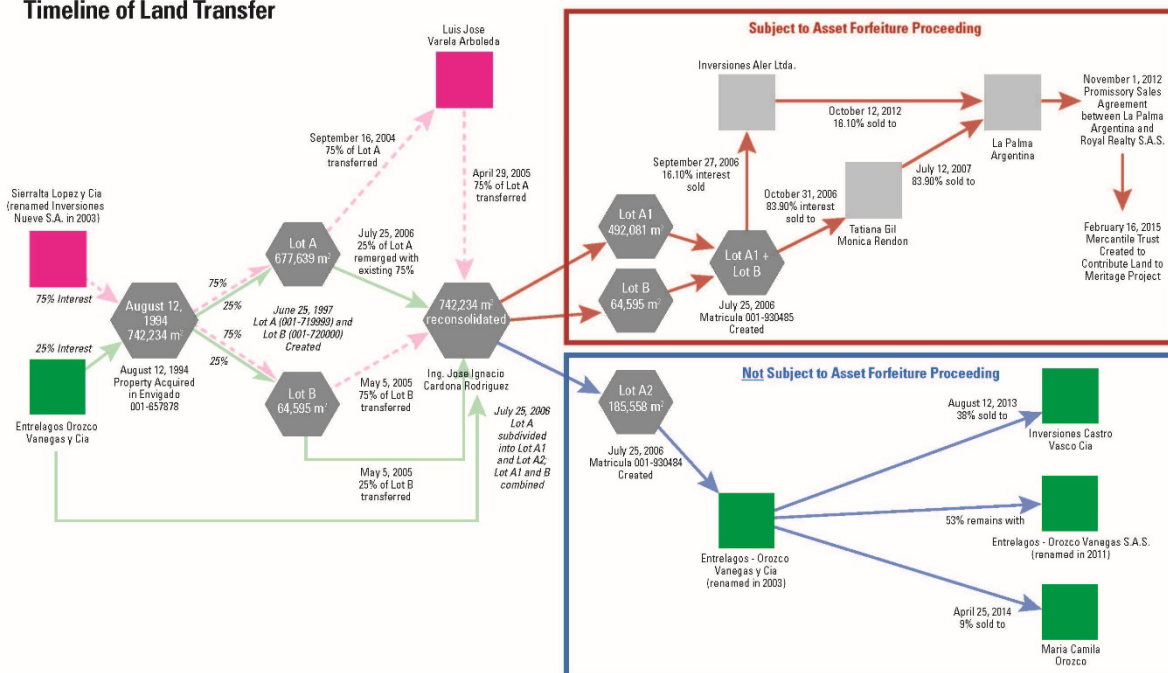 Timeline of Land Transfer
Luis Jose
Varela Arboleda
September 16, 2004
75% of Lot A
transferred
April 29, 2005
75% of Lot A
transferred
Sierralta Lopez y Cia
(renamed Inversiones
Nueve S.A. in 2003)
75% Interest
25% Interest
Entrelagos Orozco
Vanegas y Cia
August 12,
1994
742,234 m²
August 12, 1994
Property Acquired
in Envigado
001-657878
75%
25%
75%
25%
Lot A
677,639 m²
June 25, 1997
Lot A (001-719999) and
Lot B (001-720000)
Created
Lot B
64,595 m²
July 25, 2006
25% of Lot A
remerged with
existing 75%
742,234 m²
reconsolidated
Ing. Jose Ignacio
Cardona Rodriguez
May 5, 2005
75% of Lot B
transferred
May 5, 2005
25% of Lot B
transferred
July 25, 2006
Lot A
subdivided
into Lot A1
and Lot A2;
Lot A1 and B
combined
Subject to Asset Forfeiture Proceeding
Lot A1
492,081 m²
Lot B
64,595 m²
Lot A1 +
Lot B
July 25, 2006
Matricula 001-930485
Created
September 27, 2006
16.10% interest
sold
Inversiones Aler Ltda.
October 12, 2012
16.10% sold to
October 31, 2006
83.90% interest
sold to
Tatiana Gil
Monica Rendon
July 12, 2007
83.90% sold to
La Palma
Argentina
November 1, 2012
Promissory Sales
Agreement
between La Palma
Argentina and
Royal Realty S.A.S.
February 16, 2015
Mercantile Trust
Created to
Contribute Land to
Meritage Project
Not Subject to Asset Forfeiture Proceeding
Lot A2
185,558 m²
July 25, 2006
Matricula 001-930484
Created
Entrelagos - Orozco
Vanegas y Cia
(renamed in 2003)
August 12, 2013
38% sold to
Inversiones Castro
Vasco Cia
53% remains with
Entrelagos - Orozco Vanegas S.A.S.
(renamed in 2011)
April 25, 2014
9% sold to
Maria Camila
Orozco